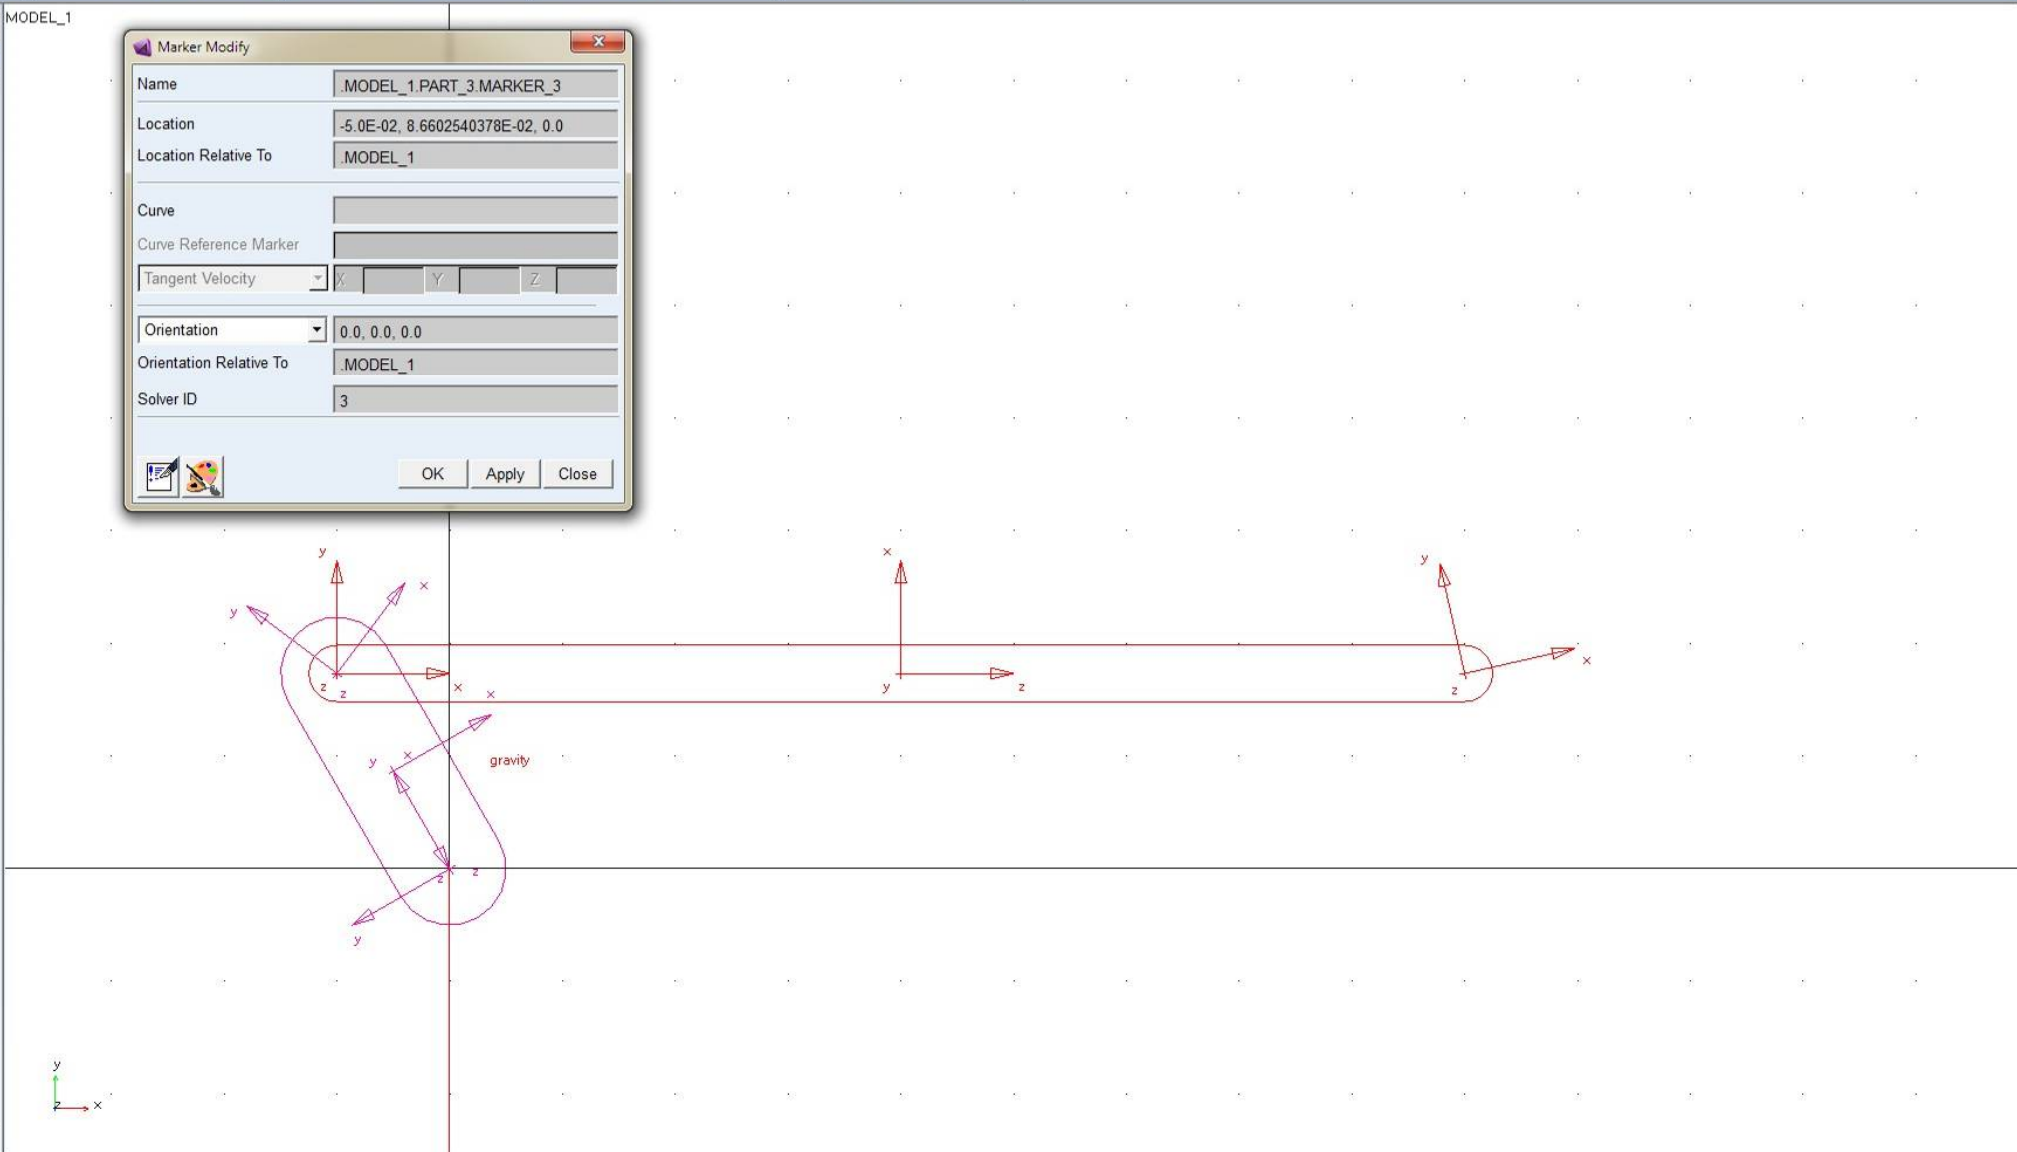 MODEL_1
Marker Modify
Name .MODEL_1.PART_3.MARKER_3
Location -5.0E-02, 8.6602540378E-02, 0.0
Location Relative To .MODEL_1
Curve
Curve Reference Marker
Tangent Velocity X Y Z
Orientation 0.0, 0.0, 0.0
Orientation Relative To .MODEL_1
Solver ID 3
OK Apply Close
y x y
y x
x
z z x y z z
x
y x gravity
z z
y
y
z x